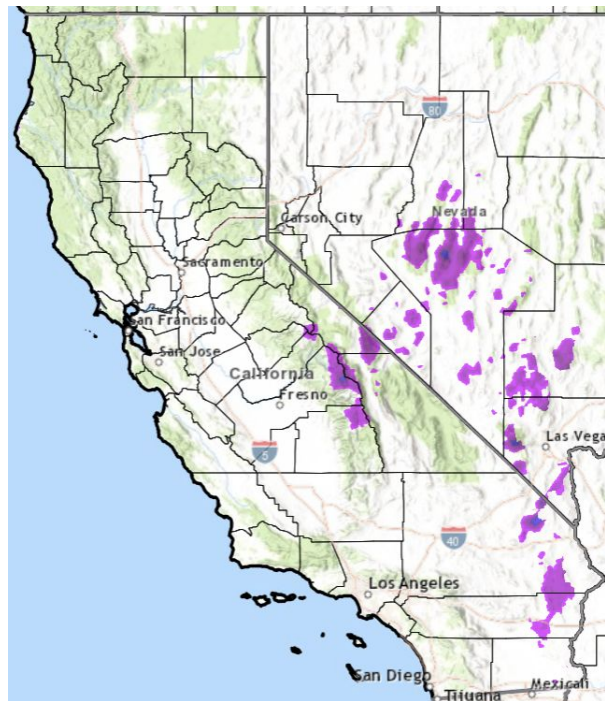 80
Nevada
Carson City
Sacramento
San Francisco
San Jose
California
Fresno
5
Las Vega
40
Los Angeles
San Diego
Mexicali
Tijuana